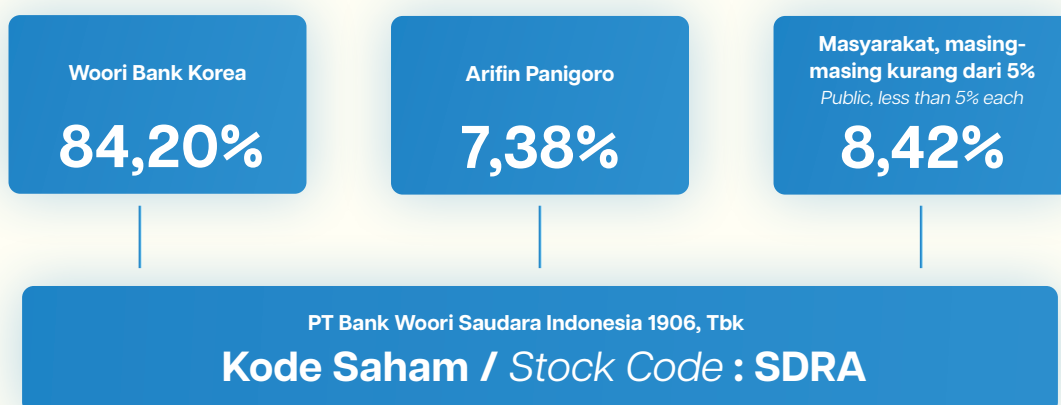 Woori Bank Korea
84,20%
Arifin Panigoro
7,38%
Masyarakat, masing-
masing kurang dari 5%
Public, less than 5% each
8,42%
PT Bank Woori Saudara Indonesia 1906, Tbk
Kode Saham / Stock Code : SDRA